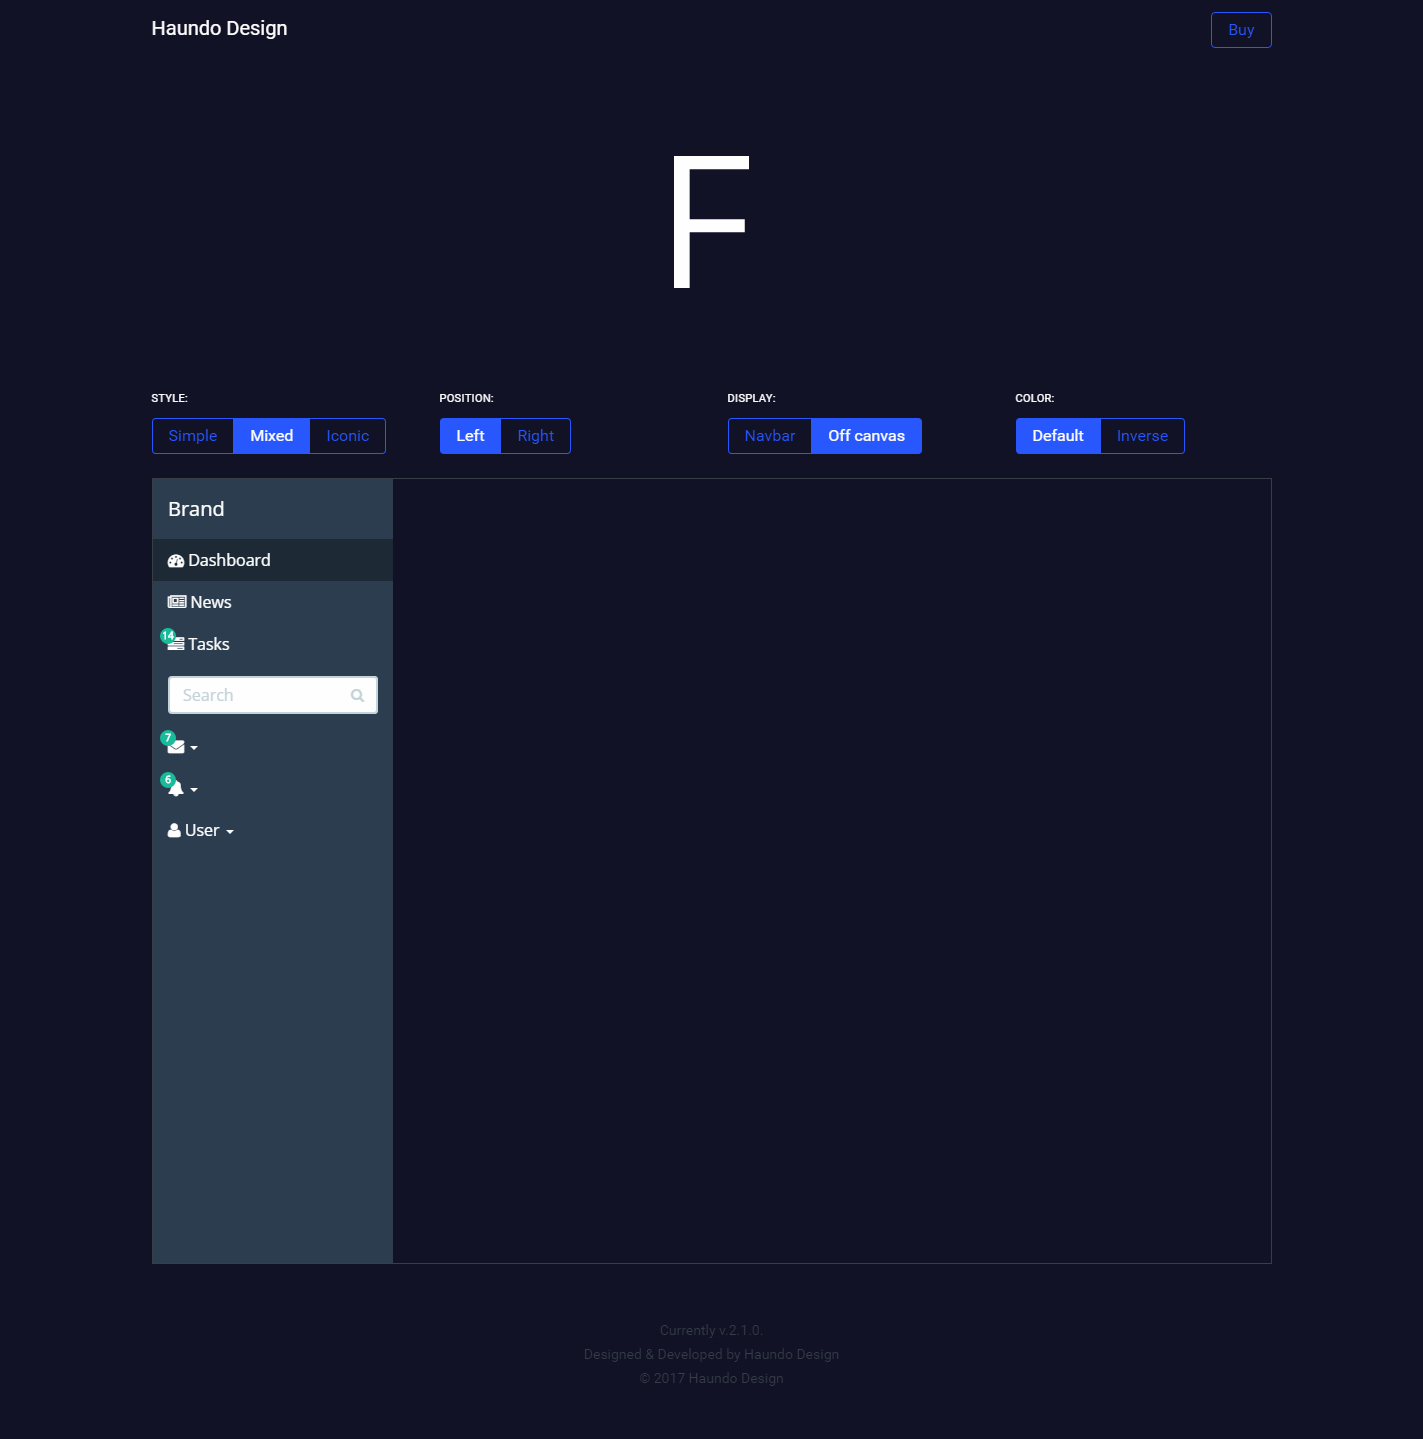 Haundo Design
Buy
F
STYLE:
Simple Mixed Iconic
POSITION:
Left Right
DISPLAY:
Navbar Off canvas
COLOR:
Default Inverse
Brand
Dashboard
News
14 Tasks
Search
7
6
User
Currently v.2.1.0.
Designed & Developed by Haundo Design
© 2017 Haundo Design